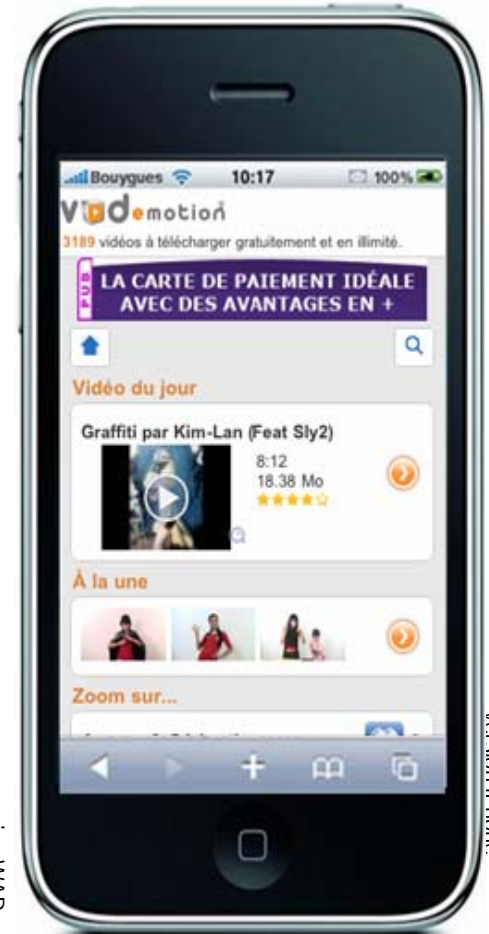 Bouygues 10:17 100%
Vodemotion
3189 vidéos à télécharger gratuitement et en illimité.
PUB
LA CARTE DE PAIEMENT IDÉALE
AVEC DES AVANTAGES EN +
Vidéo du jour
Graffiti par Kim-Lan (Feat Sly2)
8:12
18.38 Mo
À la une
Zoom sur...